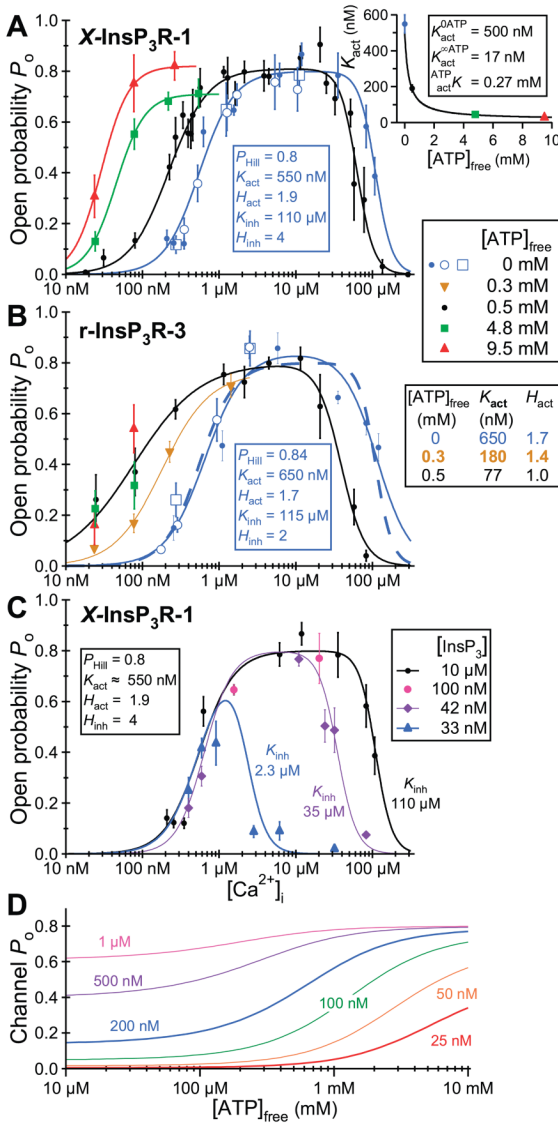 A
X-InsP3R-1
Open probability Po
1.0
0.8
0.6
0.4
0.2
0.0
PHill = 0.8
Kact = 550 nM
Hact = 1.9
Kinh = 110 µM
Hinh = 4
10 nM
100 nM
1 µM
10 µM
100 µM
Kact (nM)
600
400
200
0
K0ATPact = 500 nM
K∞ATPact = 17 nM
ATPactK = 0.27 mM
0
2
4
6
8
[ATP]free (mM)
[ATP]free
0 mM
0.3 mM
0.5 mM
4.8 mM
9.5 mM
B
r-InsP3R-3
Open probability Po
1.0
0.8
0.6
0.4
0.2
0.0
PHill = 0.84
Kact = 650 nM
Hact = 1.7
Kinh = 115 µM
Hinh = 2
10 nM
100 nM
1 µM
10 µM
100 µM
[ATP]free Kact Hact
(mM) (nM)
0 650 1.7
0.3 180 1.4
0.5 77 1.0
C
X-InsP3R-1
Open probability Po
1.0
0.8
0.6
0.4
0.2
0.0
PHill = 0.8
Kact ≈ 550 nM
Hact = 1.9
Hinh = 4
Kinh
2.3 µM
Kinh
35 µM
Kinh
110 µM
[InsP3]
10 µM
100 nM
42 nM
33 nM
10 nM
100 nM
1 µM
10 µM
100 µM
[Ca2+]i
D
Channel Po
0.8
0.6
0.4
0.2
0.0
1 µM
500 nM
200 nM
100 nM
50 nM
25 nM
10 µM
100 µM
1 mM
10 mM
[ATP]free (mM)